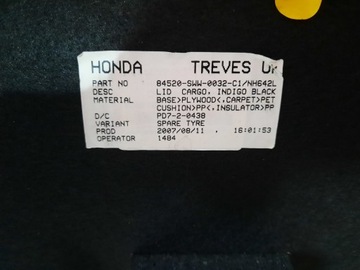 HONDA TREVES UK
PART NO 84520-SWW-0032-C1/NH642L
DESC LID CARGO, INDIGO BLACK
MATERIAL BASE>PLYWOOD<,CARPET>PET
CUSHION>PP<,INSULATOR>PP
D/C PD7-2-0438
VARIANT SPARE TYRE
PROD 2007/08/11 . 16:01:53
OPERATOR 1484